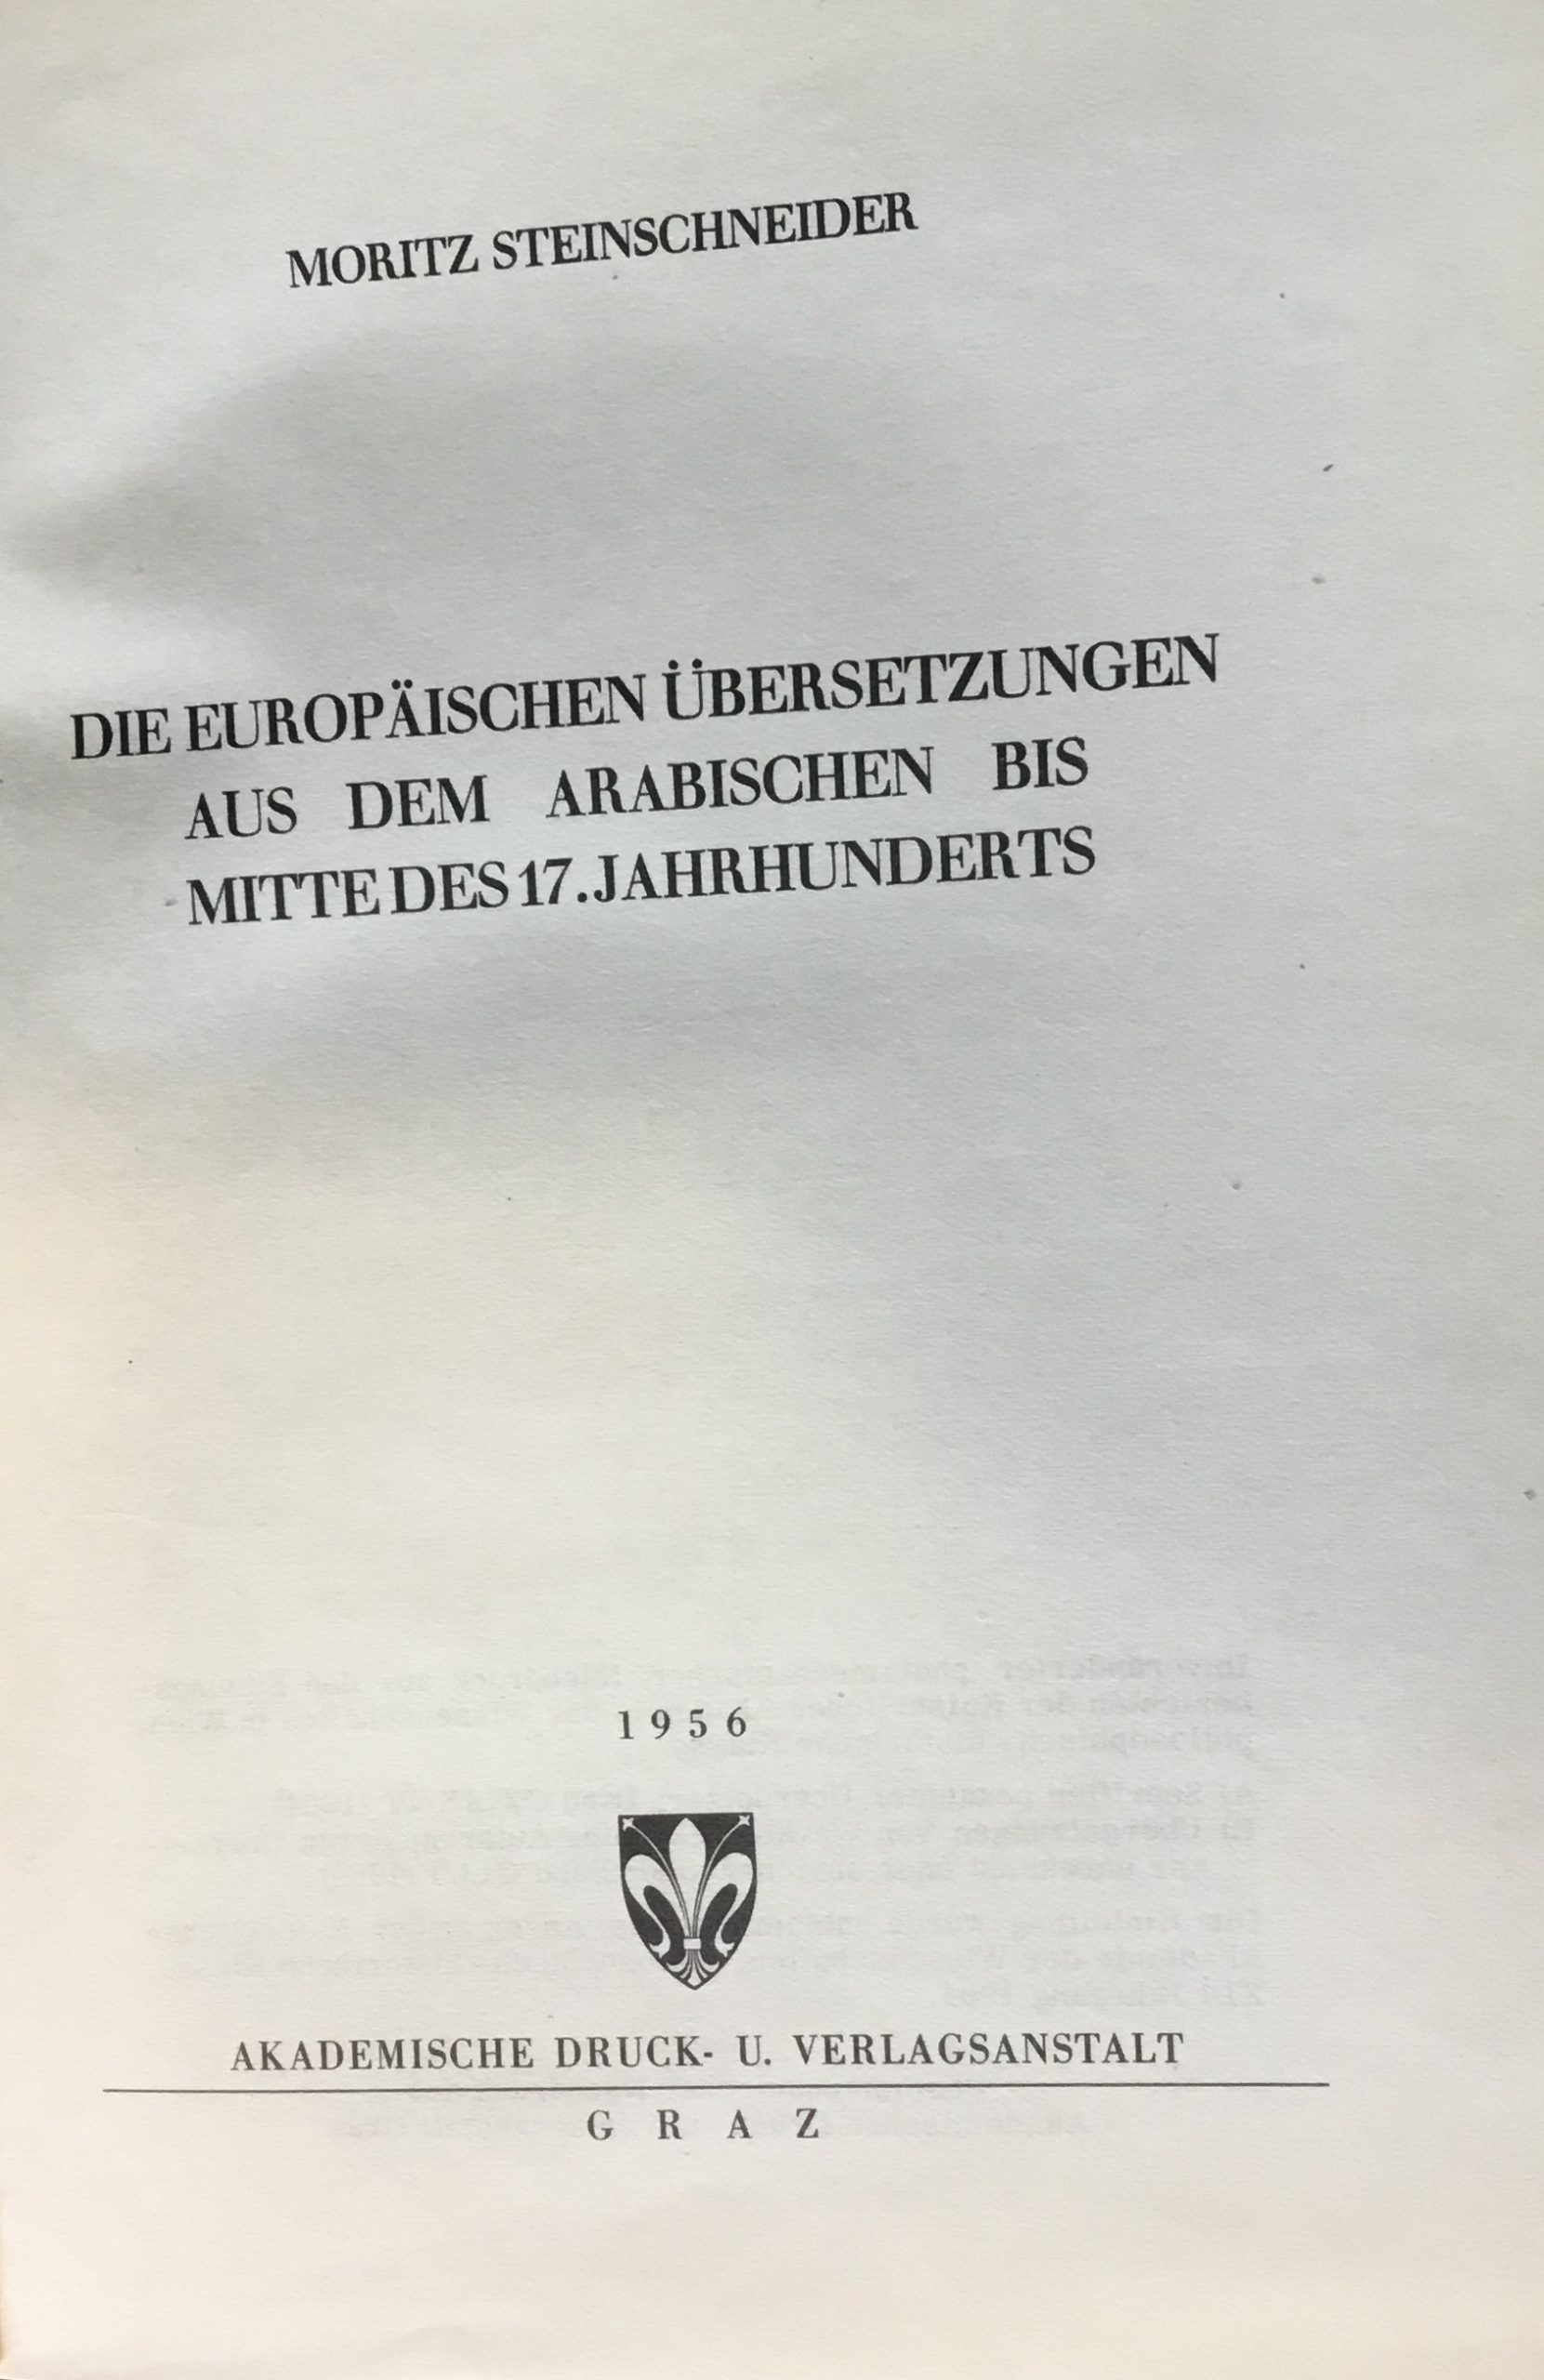 MORITZ STEINSCHNEIDER
DIE EUROPÄISCHEN ÜBERSETZUNGEN
AUS DEM ARABISCHEN BIS
MITTE DES 17. JAHRHUNDERTS
1956
AKADEMISCHE DRUCK- U. VERLAGSANSTALT
GRAZ